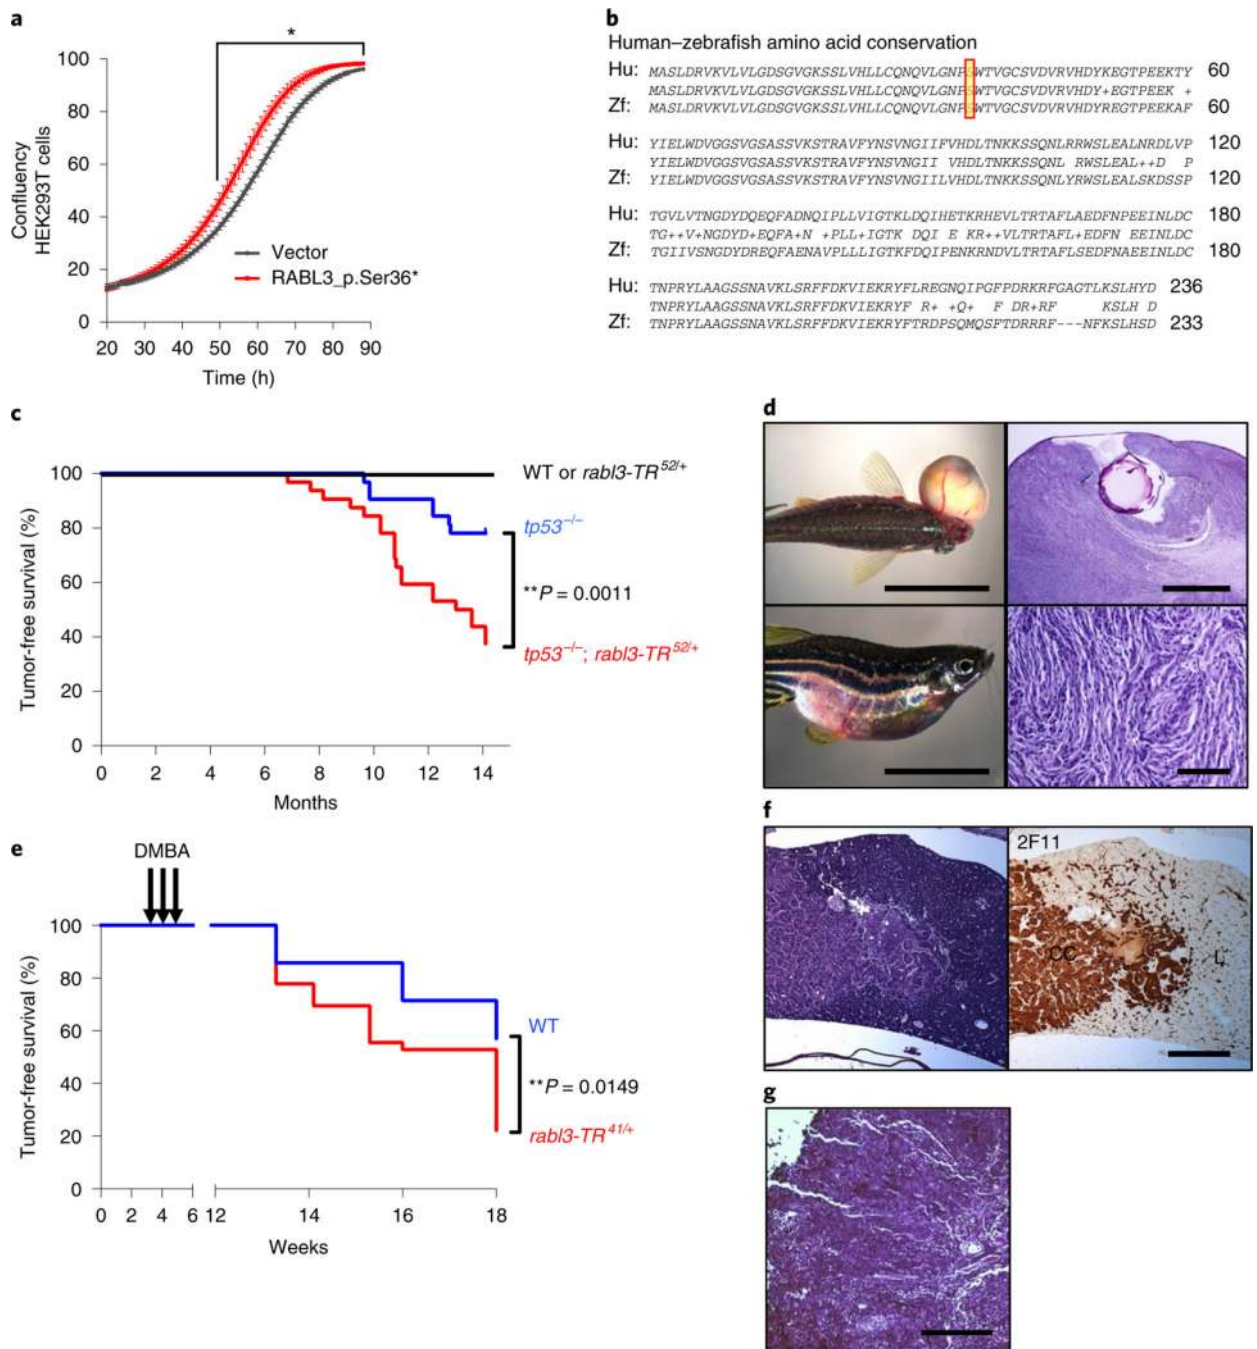 a
Confluency
HEK293T cells
100
80
60
40
20
0
*
Vector
RABL3_p.Ser36*
20 30 40 50 60 70 80 90
Time (h)
b
Human–zebrafish amino acid conservation
Hu: MASLDRVKVLVLGDSGVGKSSLVHLLCQNQVLGNPSWTVGCSVDVRVHDYKEGTPEEKTY 60
MASLDRVKVLVLGDSGVGKSSLVHLLCQNQVLGNPSWTVGCSVDVRVHDY+EGTPEEK +
Zf: MASLDRVKVLVLGDSGVGKSSLVHLLCQNQVLGNPSWTVGCSVDVRVHDYREGTPEEKAF 60
Hu: YIELWDVGGSVGSASSVKSTRAVFYNSVNGIIFVHDLTNKKSSQNLRRWSLEALNRDLVP 120
YIELWDVGGSVGSASSVKSTRAVFYNSVNGII VHDLTNKKSSQNL RWSLEAL++D P
Zf: YIELWDVGGSVGSASSVKSTRAVFYNSVNGIILVHDLTNKKSSQNLYRWSLEALSKDSSP 120
Hu: TGVLVTNGDYDQEQFADNQIPLLVIGTKLDQIHETKRHEVLTRTAFLAEDFNPEEINLDC 180
TG++V+NGDYD+EQFA+N +PLL+IGTK DQI E KR++VLTRTAFL+EDFN EEINLDC
Zf: TGIIVSNGDYDREQFAENAVPLLLIGTKFDQIPENKRNDVLTRTAFLSEDFNAEEINLDC 180
Hu: TNPRYLAAGSSNAVKLSRFFDKVIEKRYFLREGNQIPGFPDRKRFGAGTLKSLHYD 236
TNPRYLAAGSSNAVKLSRFFDKVIEKRYF R+ +Q+ F DR+RF KSLH D
Zf: TNPRYLAAGSSNAVKLSRFFDKVIEKRYFTRDPSQMQSFTDRRRF---NFKSLHSD 233
c
Tumor-free survival (%)
100
80
60
40
20
0
WT or rabl3-TR52/+
tp53–/–
**P = 0.0011
tp53–/–; rabl3-TR52/+
0 2 4 6 8 10 12 14
Months
d
e
DMBA
Tumor-free survival (%)
100
80
60
40
20
0
WT
**P = 0.0149
rabl3-TR41/+
0 2 4 6 12 14 16 18
Weeks
f
2F11
CC
L
g